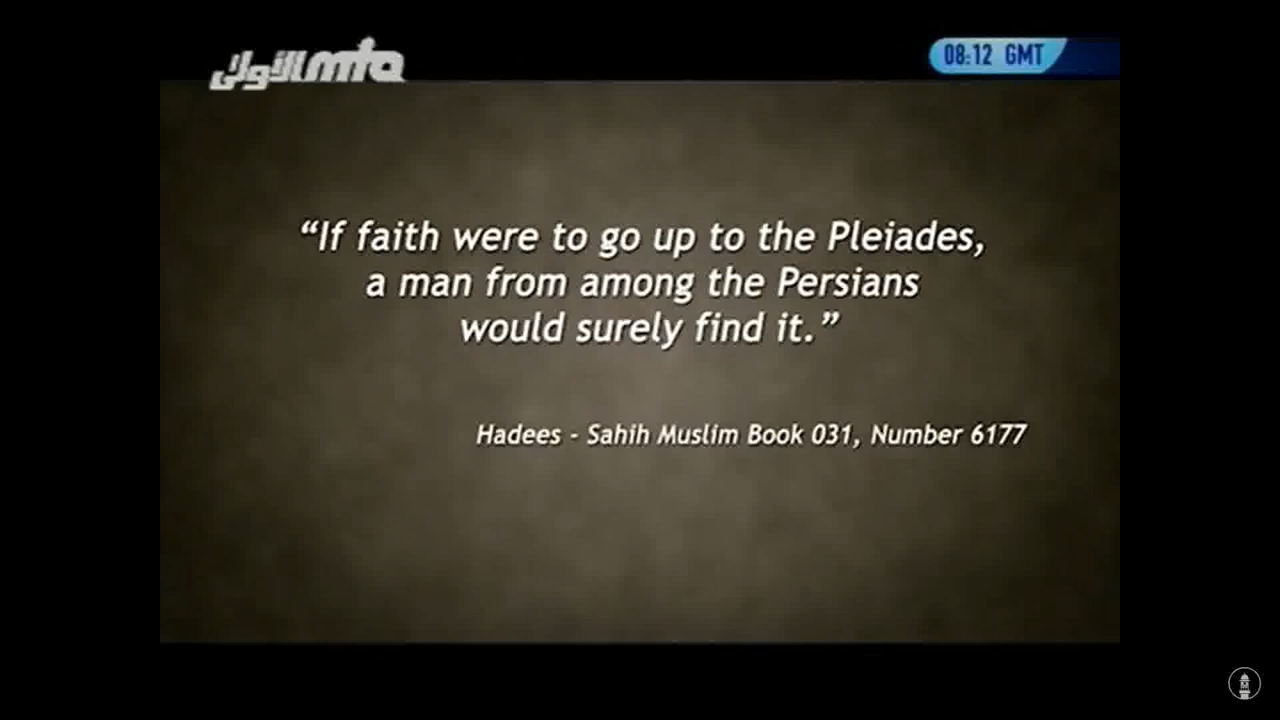 mta الأولى
08:12 GMT
“If faith were to go up to the Pleiades,
a man from among the Persians
would surely find it.”
Hadees - Sahih Muslim Book 031, Number 6177